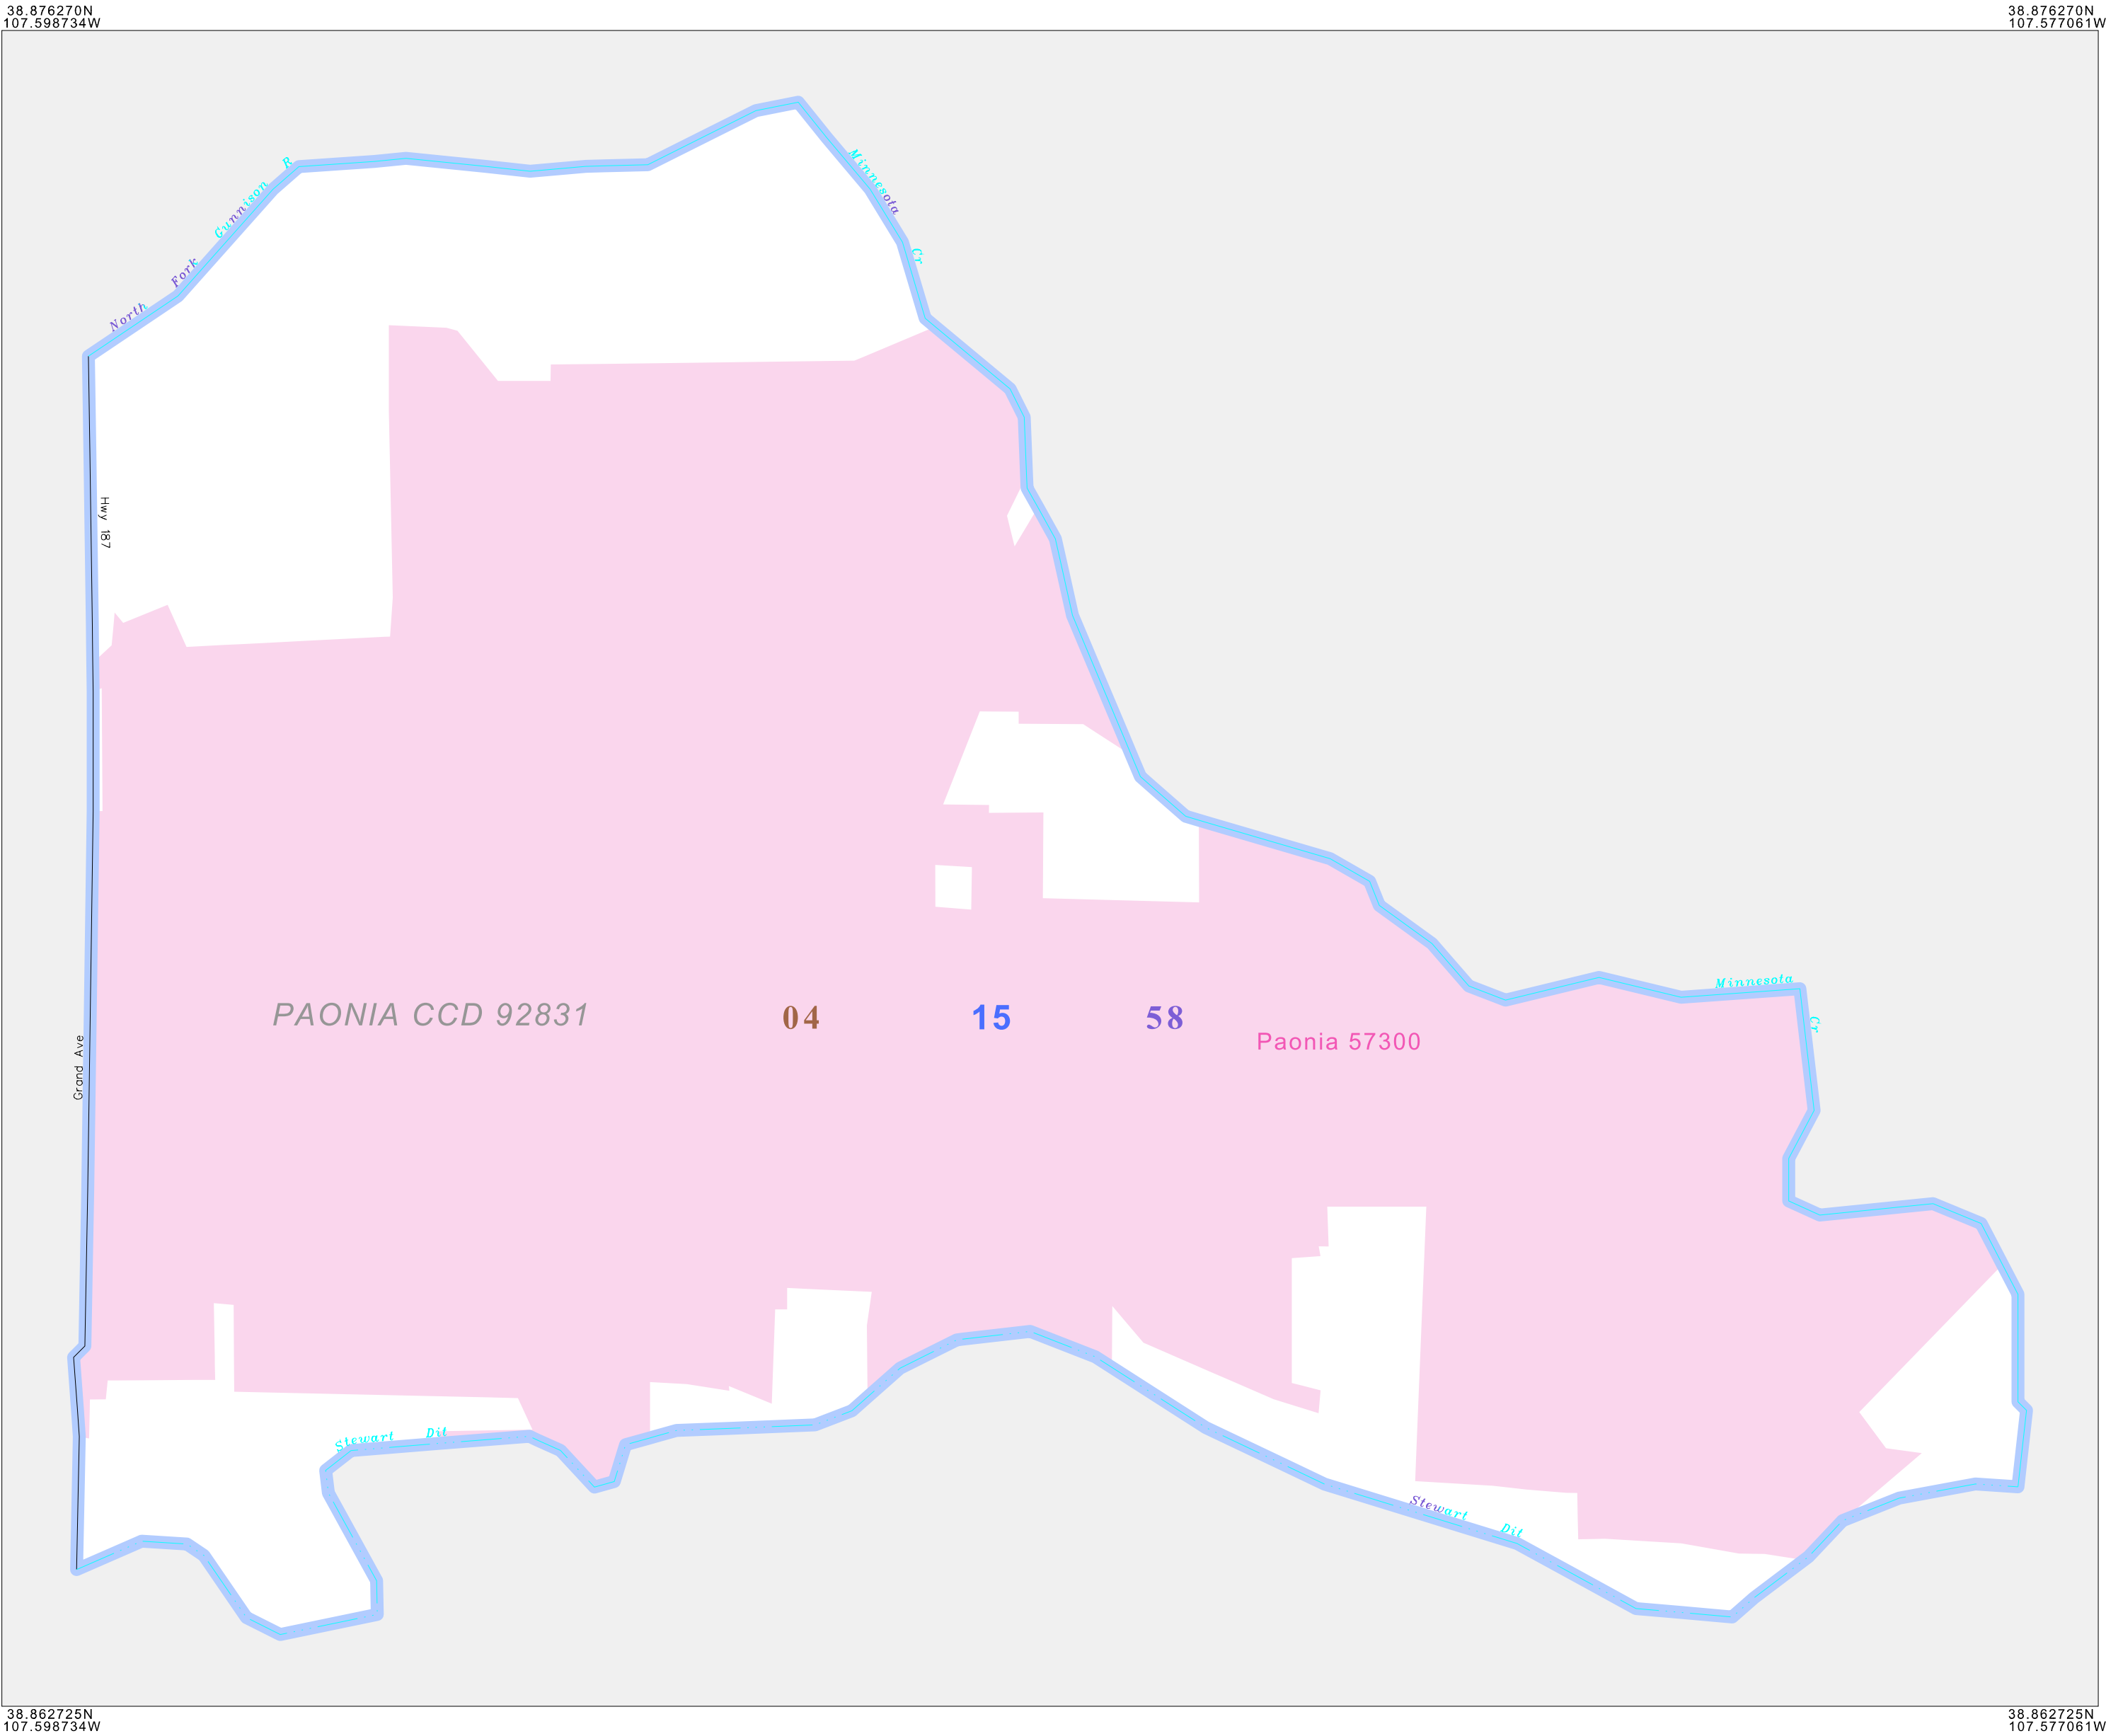 38.876270N
107.598734W
38.876270N
107.577061W
North Fork Gunnison R
Minnesota Cr
Hwy 187
Minnesota Cr
PAONIA CCD 92831
04
15
58
Paonia 57300
Grand Ave
Stewart Dit
Stewart Dit
38.862725N
107.598734W
38.862725N
107.577061W